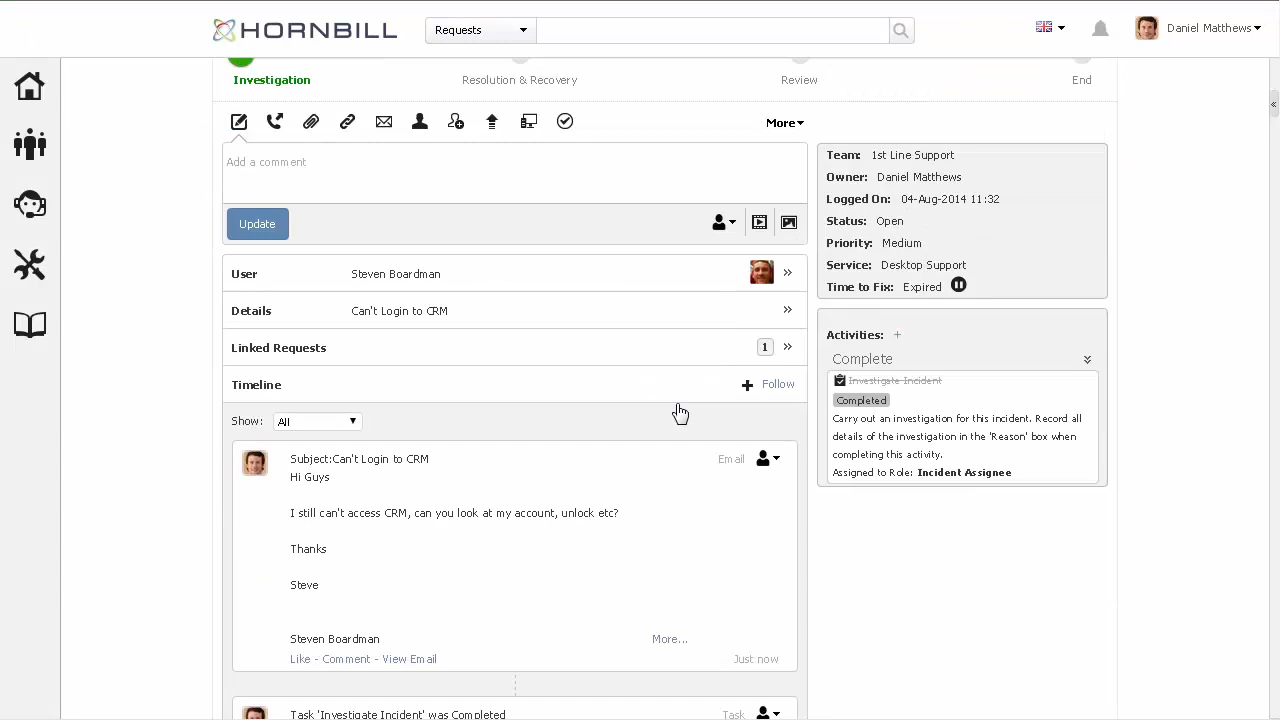 HORNBILL
Requests
Daniel Matthews
Investigation
Resolution & Recovery
Review
End
More
Add a comment
Update
User Steven Boardman
Details Can't Login to CRM
Linked Requests 1
Timeline + Follow
Show: All
Subject:Can't Login to CRM Email
Hi Guys
I still can't access CRM, can you look at my account, unlock etc?
Thanks
Steve
Steven Boardman More...
Like - Comment - View Email Just now
Task 'Investigate Incident' was Completed Task
Team: 1st Line Support
Owner: Daniel Matthews
Logged On: 04-Aug-2014 11:32
Status: Open
Priority: Medium
Service: Desktop Support
Time to Fix: Expired
Activities: +
Complete
Investigate Incident
Completed
Carry out an investigation for this incident. Record all
details of the investigation in the 'Reason' box when
completing this activity.
Assigned to Role: Incident Assignee